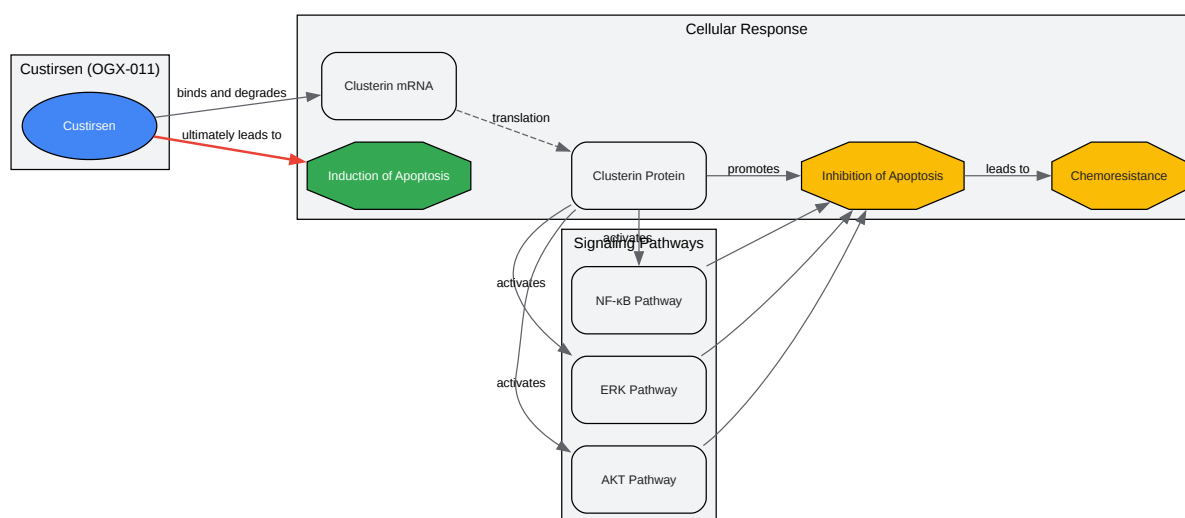 Cellular Response
Custirsen (OGX-011)
Clusterin mRNA
binds and degrades
translation
Custirsen
ultimately leads to
Induction of Apoptosis
Clusterin Protein
promotes
Inhibition of Apoptosis
leads to
Chemoresistance
activates
Signaling Pathways
activates
NF-κB Pathway
activates
ERK Pathway
AKT Pathway